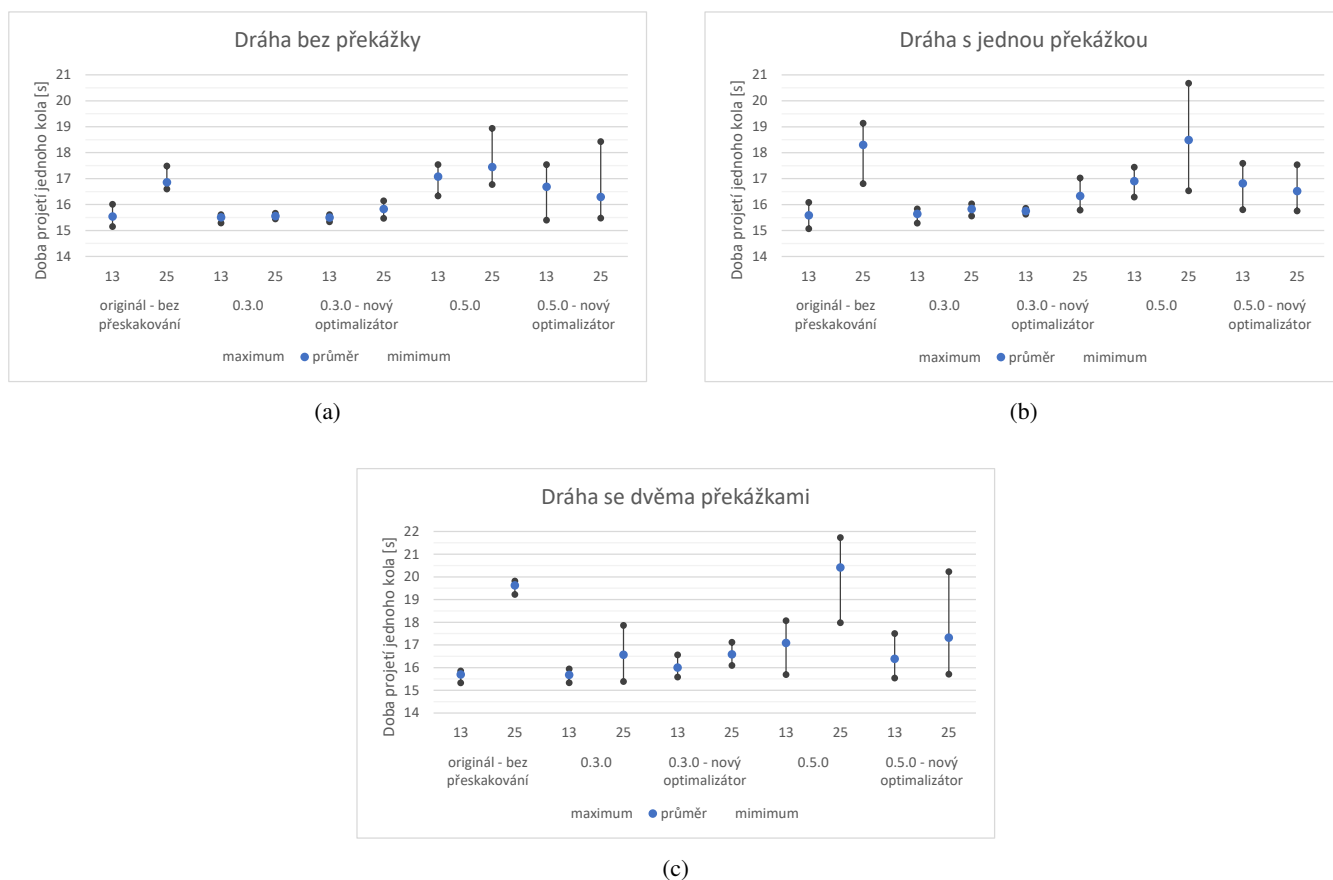 Dráha bez překážky
Doba projetí jednoho kola [s]
21
20
19
18
17
16
15
14
13 25 13 25 13 25 13 25 13 25
originál - bez přeskakování 0.3.0 0.3.0 - nový optimalizátor 0.5.0 0.5.0 - nový optimalizátor
maximum průměr mimimum
(a)
Dráha s jednou překážkou
Doba projetí jednoho kola [s]
21
20
19
18
17
16
15
14
13 25 13 25 13 25 13 25 13 25
originál - bez přeskakování 0.3.0 0.3.0 - nový optimalizátor 0.5.0 0.5.0 - nový optimalizátor
maximum průměr mimimum
(b)
Dráha se dvěma překážkami
Doba projetí jednoho kola [s]
22
21
20
19
18
17
16
15
14
13 25 13 25 13 25 13 25 13 25
originál - bez přeskakování 0.3.0 0.3.0 - nový optimalizátor 0.5.0 0.5.0 - nový optimalizátor
maximum průměr mimimum
(c)